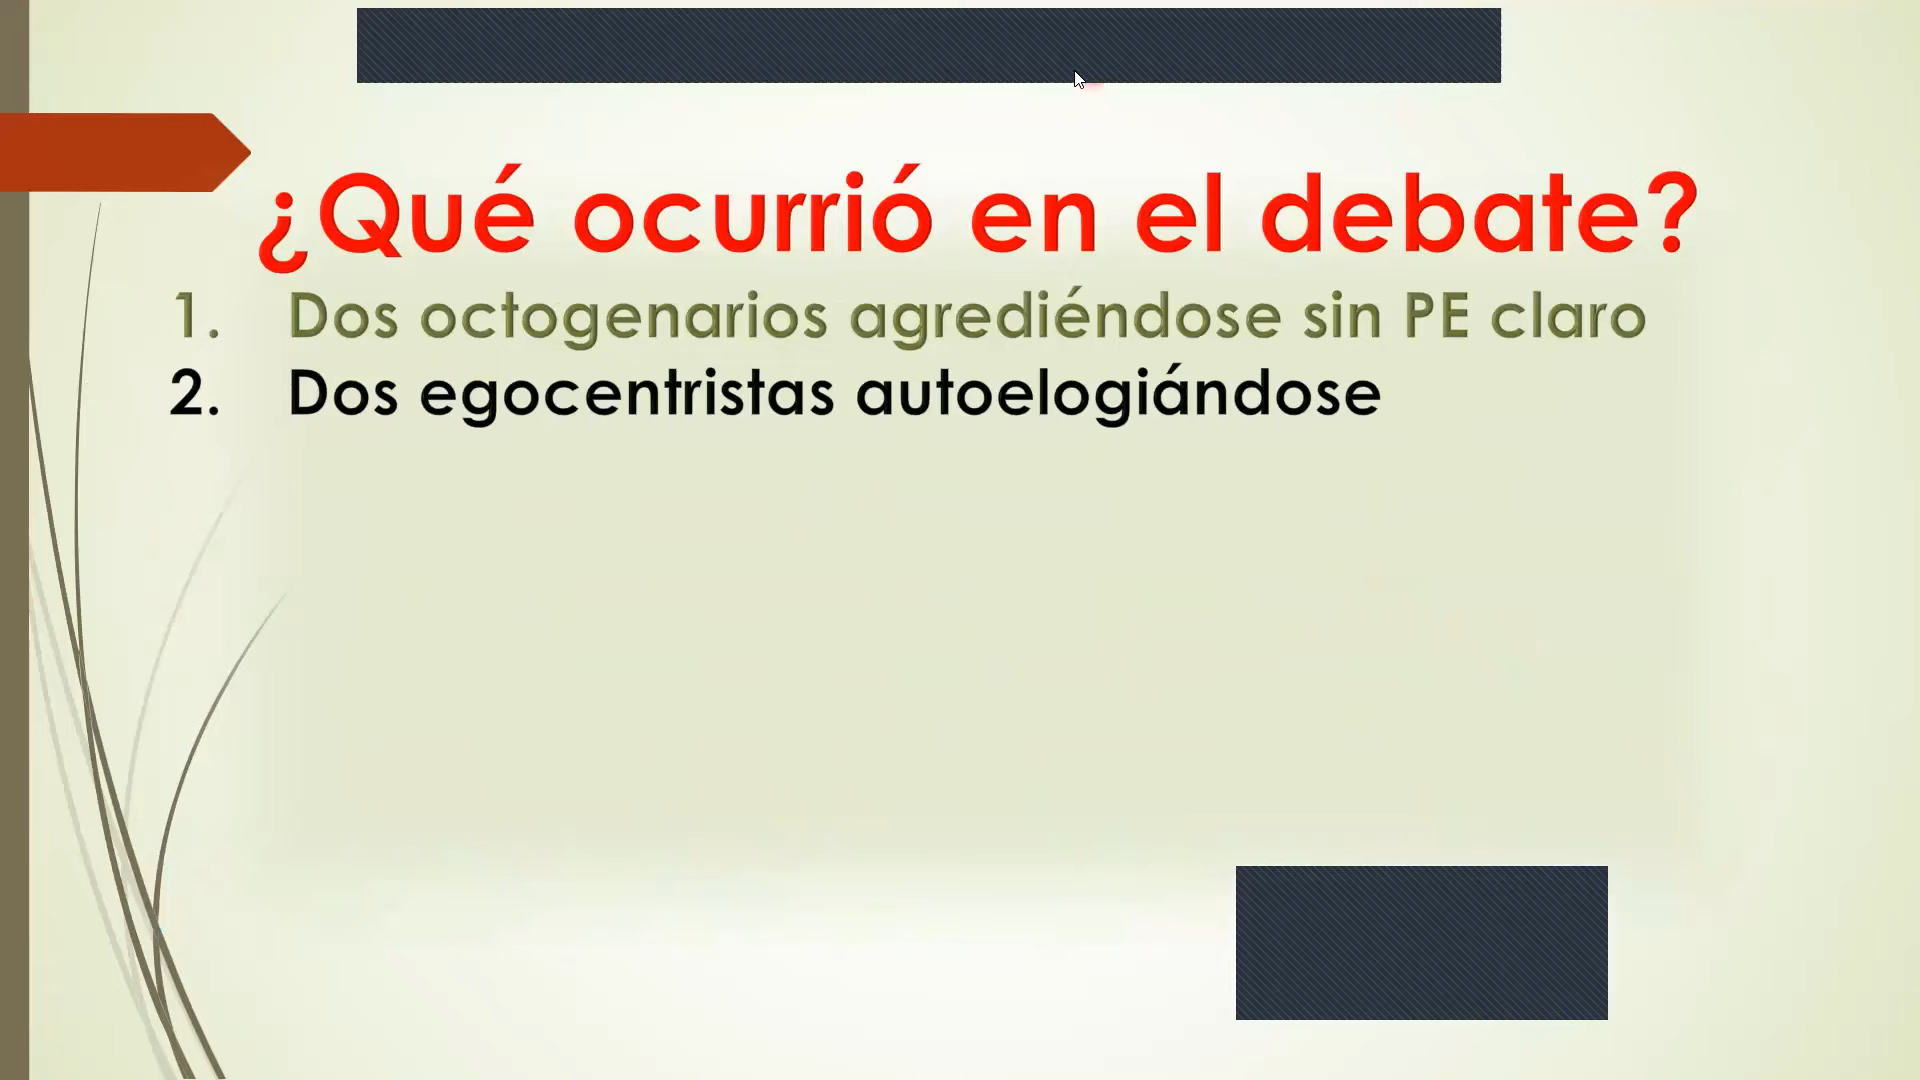 ¿Qué ocurrió en el debate?
1. Dos octogenarios agrediéndose sin PE claro
2. Dos egocentristas autoelogiándose